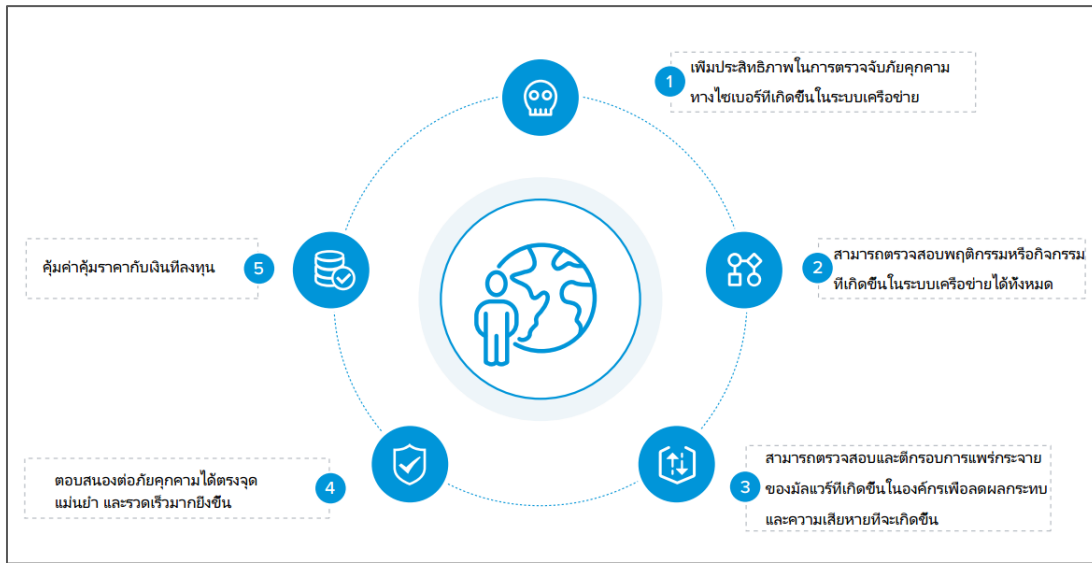 1
เพิ่มประสิทธิภาพในการตรวจจับภัยคุกคาม
ทางไซเบอร์ที่เกิดขึ้นในระบบเครือข่าย
2
สามารถตรวจสอบพฤติกรรมหรือกิจกรรม
ที่เกิดขึ้นในระบบเครือข่ายได้ทั้งหมด
3
สามารถตรวจสอบและตีกรอบการแพร่กระจาย
ของมัลแวร์ที่เกิดขึ้นในองค์กรเพื่อลดผลกระทบ
และความเสียหายที่จะเกิดขึ้น
4
ตอบสนองต่อภัยคุกคามได้ตรงจุด
แม่นยำ และรวดเร็วมากยิ่งขึ้น
5
คุ้มค่าคุ้มราคากับเงินที่ลงทุน